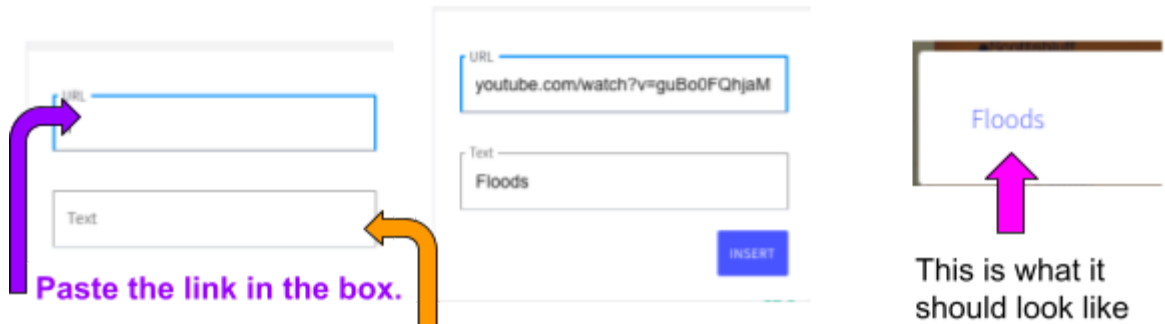 URL
Text
Paste the link in the box.
URL
youtube.com/watch?v=guBo0FQhjaM
Text
Floods
INSERT
Floods
This is what it
should look like